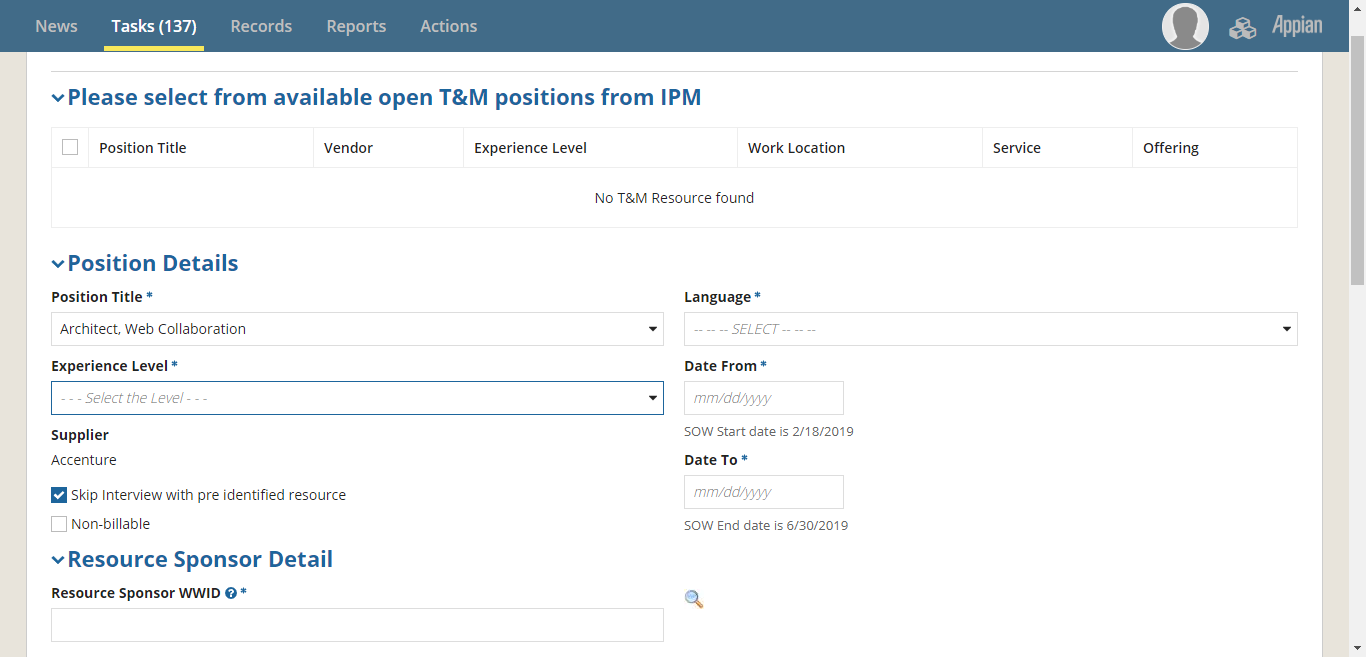 News Tasks (137) Records Reports Actions Appian
Please select from available open T&M positions from IPM
Position Title Vendor Experience Level Work Location Service Offering
No T&M Resource found
Position Details
Position Title * Language *
Architect, Web Collaboration -- -- -- SELECT -- -- --
Experience Level * Date From *
- - - Select the Level - - - mm/dd/yyyy
SOW Start date is 2/18/2019
Supplier
Accenture Date To *
Skip Interview with pre identified resource mm/dd/yyyy
Non-billable SOW End date is 6/30/2019
Resource Sponsor Detail
Resource Sponsor WWID ? *